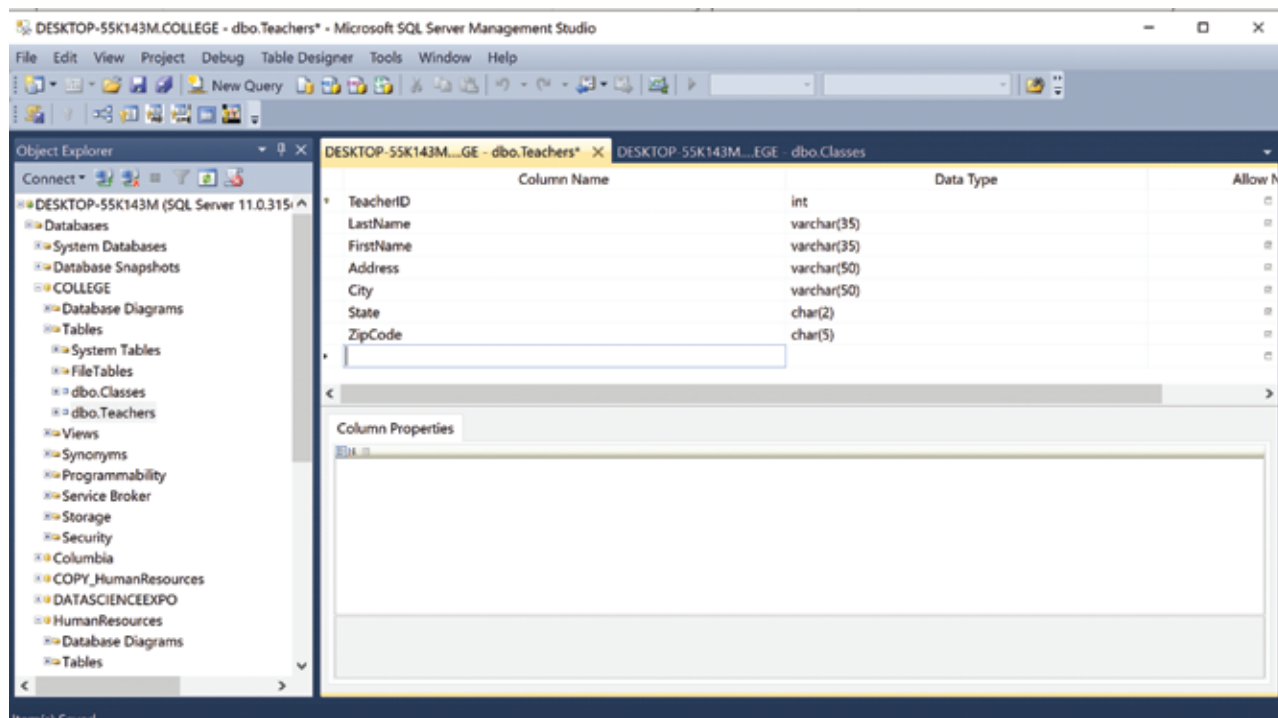 DESKTOP-55K143M.COLLEGE - dbo.Teachers* - Microsoft SQL Server Management Studio
File Edit View Project Debug Table Designer Tools Window Help
New Query
Object Explorer
DESKTOP-55K143M....GE - dbo.Teachers* DESKTOP-55K143M....EGE - dbo.Classes
Connect
Column Name Data Type Allow N
DESKTOP-55K143M (SQL Server 11.0.315
Databases
System Databases
Database Snapshots
COLLEGE
Database Diagrams
Tables
System Tables
FileTables
dbo.Classes
dbo.Teachers
Views
Synonyms
Programmability
Service Broker
Storage
Security
Columbia
COPY_HumanResources
DATASCIENCEEXPO
HumanResources
Database Diagrams
Tables
TeacherID int
LastName varchar(35)
FirstName varchar(35)
Address varchar(50)
City varchar(50)
State char(2)
ZipCode char(5)
Column Properties
Item(s) Saved